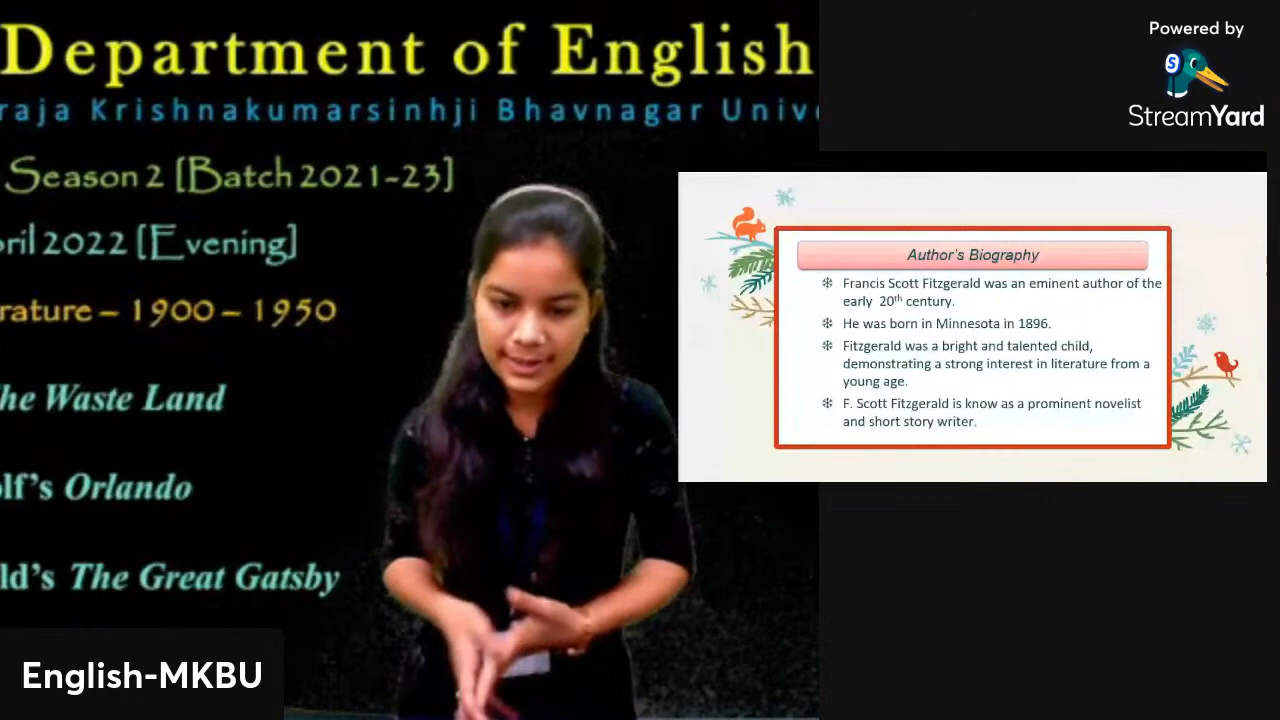 Department of English
raja Krishnakumarsinhji Bhavnagar Unive
Season 2 [Batch 2021-23]
ril 2022 [Evening]
rature – 1900 – 1950
he Waste Land
lf's Orlando
ld's The Great Gatsby
English-MKBU
Powered by
StreamYard
Author's Biography
Francis Scott Fitzgerald was an eminent author of the
early 20th century.
He was born in Minnesota in 1896.
Fitzgerald was a bright and talented child,
demonstrating a strong interest in literature from a
young age.
F. Scott Fitzgerald is know as a prominent novelist
and short story writer.